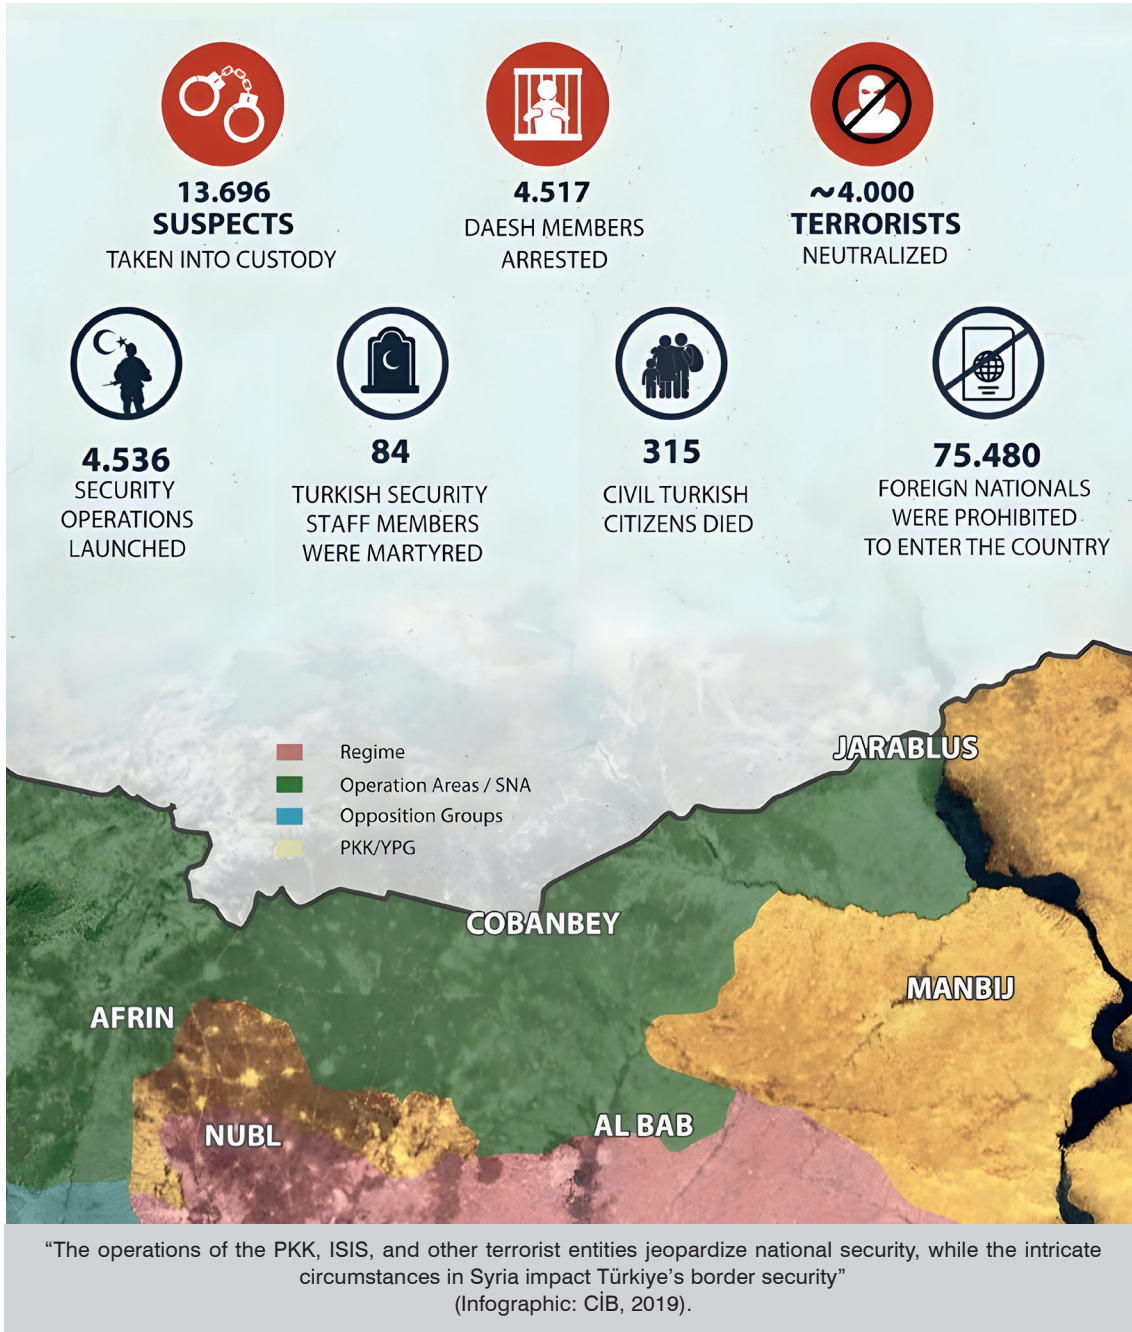 13.696
SUSPECTS
TAKEN INTO CUSTODY
4.517
DAESH MEMBERS
ARRESTED
~4.000
TERRORISTS
NEUTRALIZED
4.536
SECURITY
OPERATIONS
LAUNCHED
84
TURKISH SECURITY
STAFF MEMBERS
WERE MARTYRED
315
CIVIL TURKISH
CITIZENS DIED
75.480
FOREIGN NATIONALS
WERE PROHIBITED
TO ENTER THE COUNTRY
JARABLUS
Regime
Operation Areas / SNA
Opposition Groups
PKK/YPG
COBANBEY
MANBIJ
AFRIN
AL BAB
NUBL
“The operations of the PKK, ISIS, and other terrorist entities jeopardize national security, while the intricate
circumstances in Syria impact Türkiye’s border security”
(Infographic: CİB, 2019).